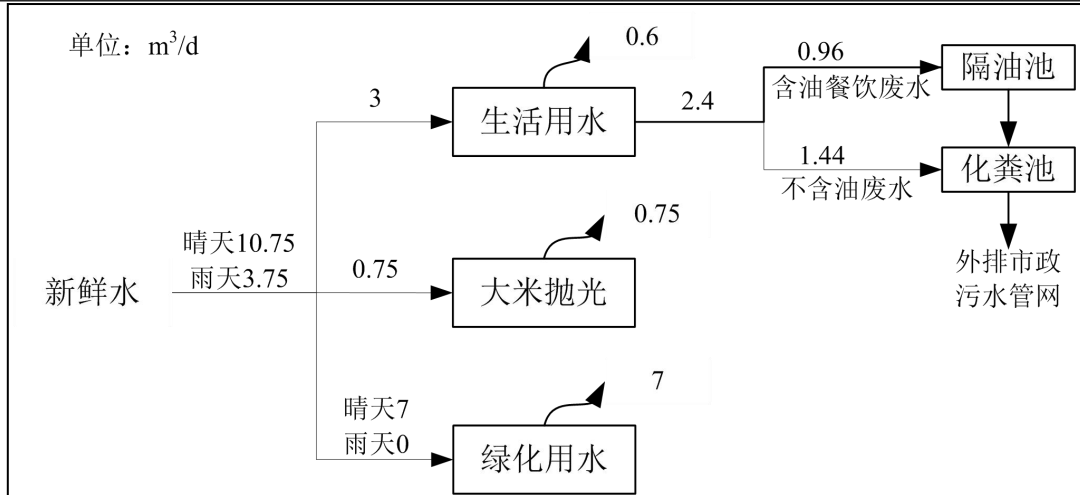 单位：m³/d
0.6
0.96
隔油池
含油餐饮废水
3
生活用水
2.4
1.44
化粪池
不含油废水
0.75
晴天10.75
雨天3.75
0.75
新鲜水
大米抛光
外排市政
污水管网
7
晴天7
雨天0
绿化用水